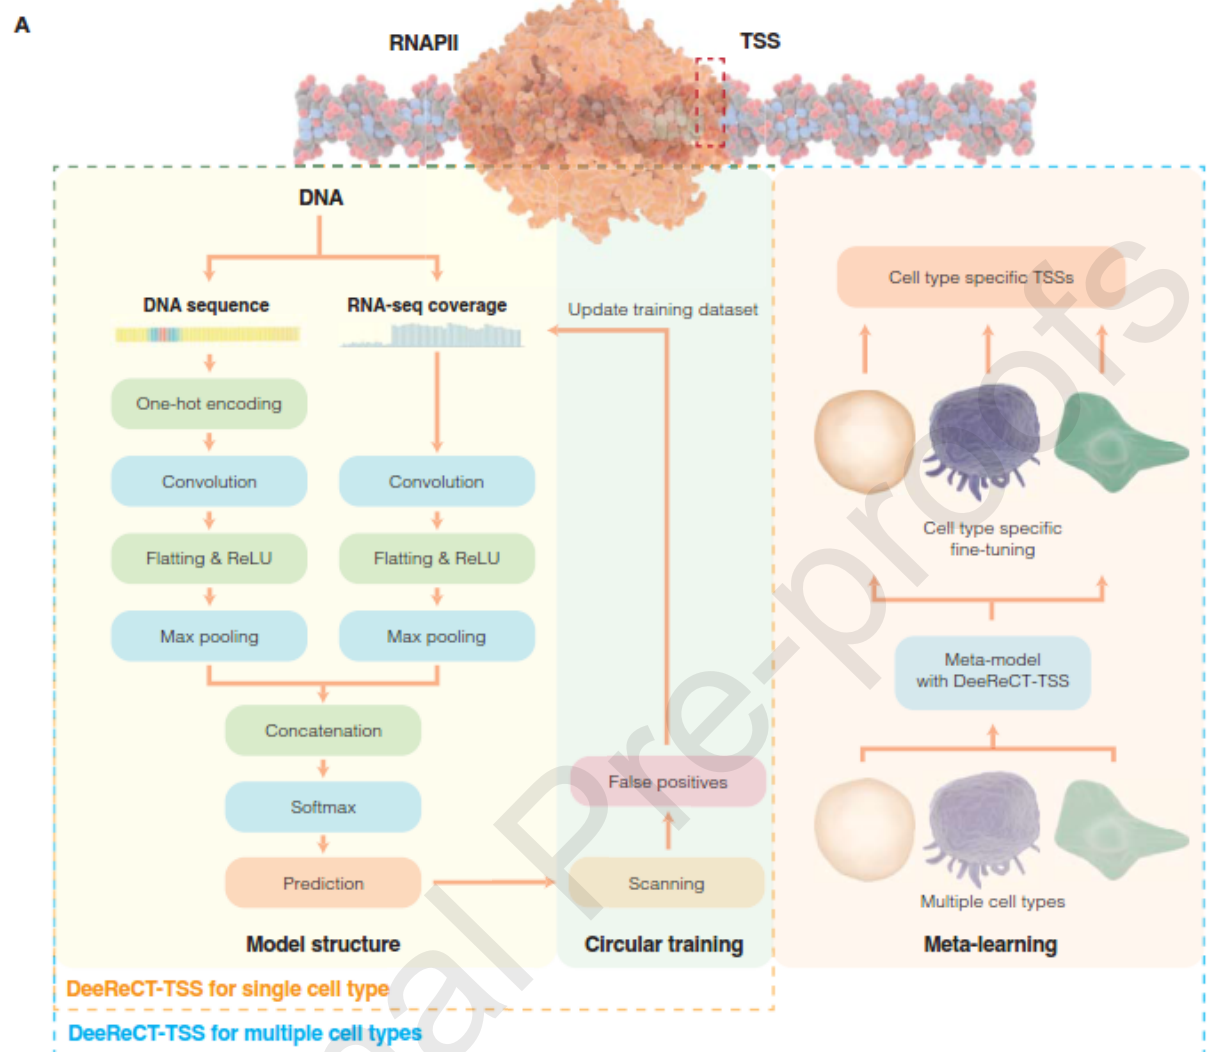 A
RNAPII
TSS
DNA
DNA sequence
RNA-seq coverage
Update training dataset
One-hot encoding
Convolution
Convolution
Flatting & ReLU
Flatting & ReLU
Max pooling
Max pooling
Concatenation
Softmax
Prediction
False positives
Scanning
Cell type specific TSSs
Cell type specific
fine-tuning
Meta-model
with DeeReCT-TSS
Multiple cell types
Model structure
Circular training
Meta-learning
DeeReCT-TSS for single cell type
DeeReCT-TSS for multiple cell types
al Pre-proofs